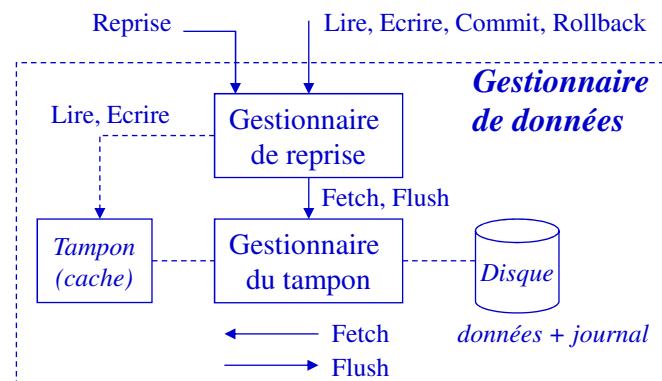 Reprise
Lire, Ecrire, Commit, Rollback
Gestionnaire
de données
Lire, Ecrire
Gestionnaire
de reprise
Fetch, Flush
Tampon
(cache)
Gestionnaire
du tampon
Disque
données + journal
Fetch
Flush